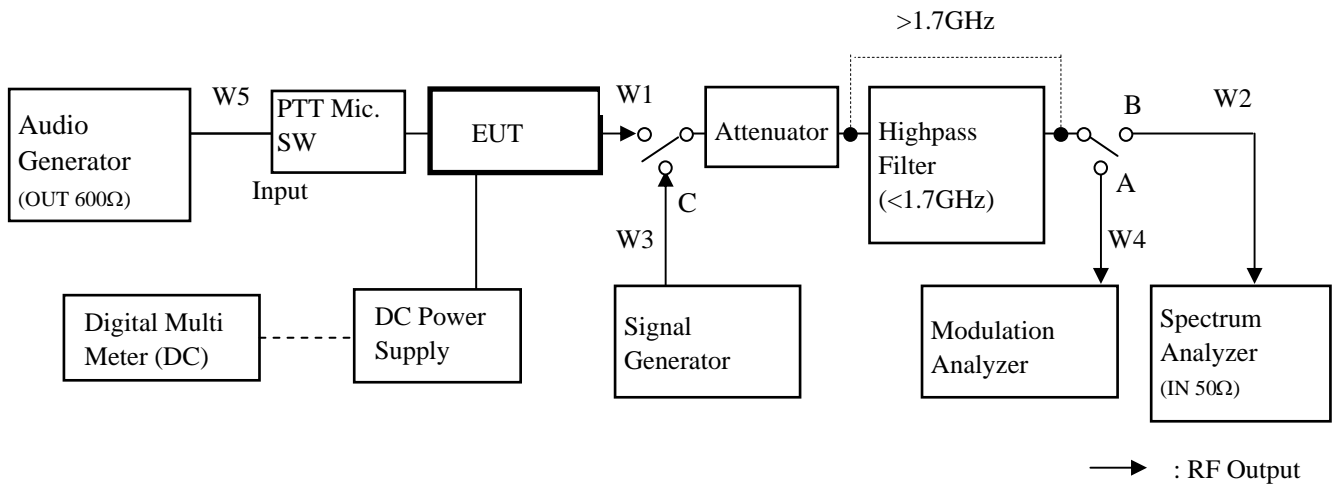 >1.7GHz
W5
Audio
Generator
(OUT 600Ω)
PTT Mic.
SW
Input
EUT
W1
C
W3
Attenuator
Highpass
Filter
(<1.7GHz)
B
A
W2
W4
Digital Multi
Meter (DC)
DC Power
Supply
Signal
Generator
Modulation
Analyzer
Spectrum
Analyzer
(IN 50Ω)
: RF Output